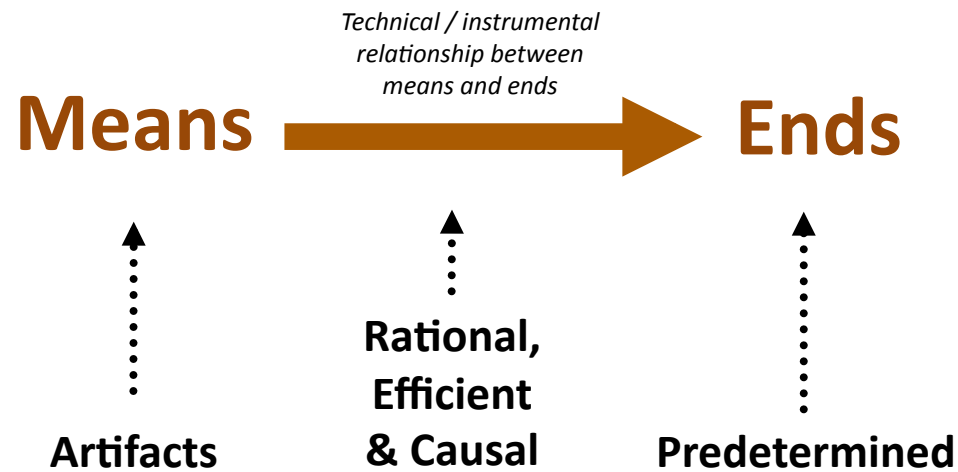 Technical / instrumental
relationship between
means and ends
Means
Ends
Rational,
Efficient
& Causal
Artifacts
Predetermined